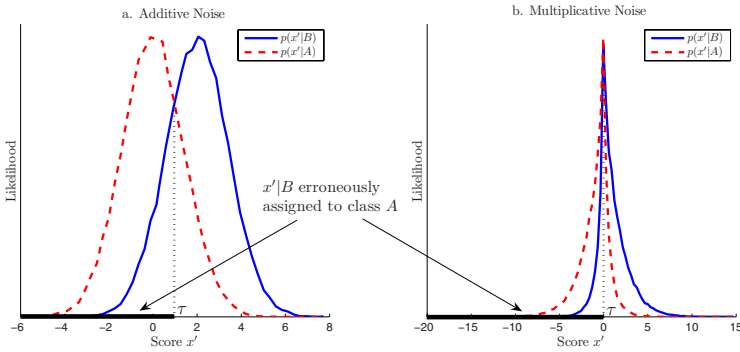 a. Additive Noise
p(x′|B)
p(x′|A)
Likelihood
τ
-6 -4 -2 0 2 4 6 8
Score x′
x′|B erroneously
assigned to class A
b. Multiplicative Noise
p(x′|B)
p(x′|A)
Likelihood
τ
-20 -15 -10 -5 0 5 10 15
Score x′